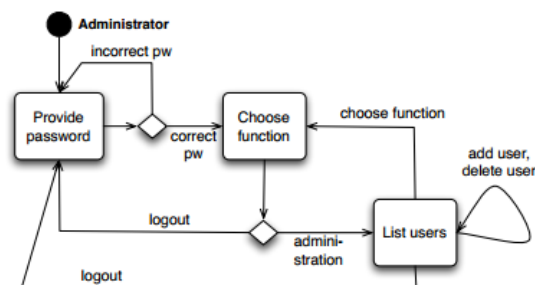 Administrator
incorrect pw
Provide
password
correct
pw
Choose
function
choose function
add user,
delete user
logout
admini-
stration
List users
logout